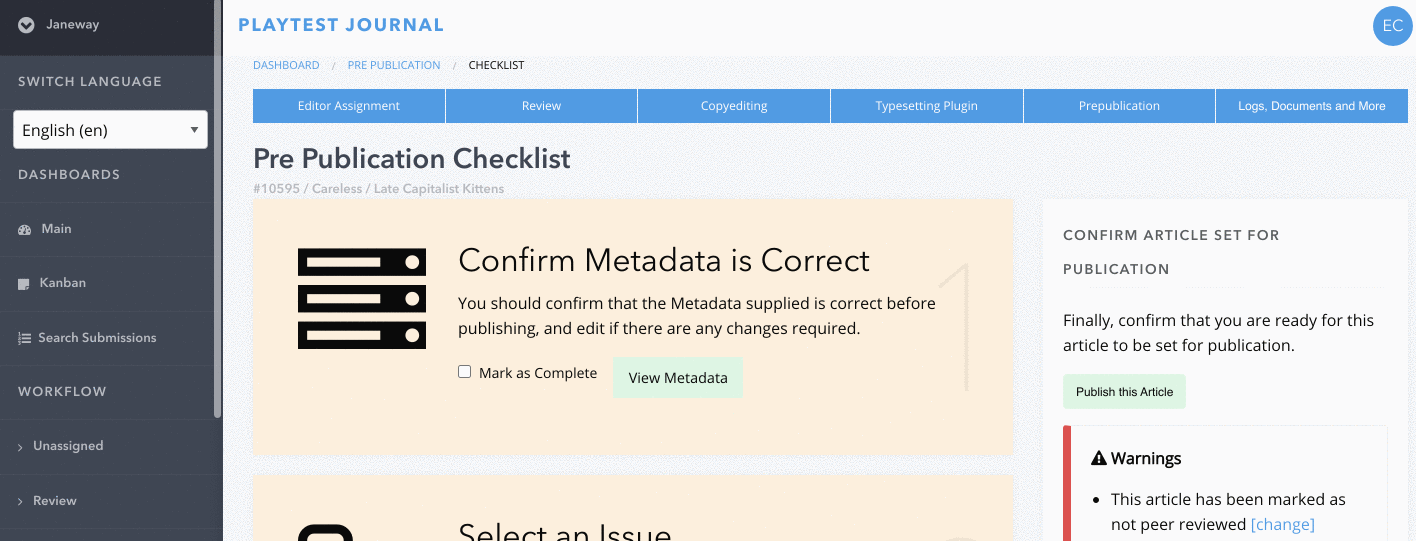 Janeway
SWITCH LANGUAGE
English (en)
DASHBOARDS
Main
Kanban
Search Submissions
WORKFLOW
Unassigned
Review
PLAYTEST JOURNAL
EC
DASHBOARD / PRE PUBLICATION / CHECKLIST
Editor Assignment
Review
Copyediting
Typesetting Plugin
Prepublication
Logs, Documents and More
Pre Publication Checklist
#10595 / Careless / Late Capitalist Kittens
Confirm Metadata is Correct
1
You should confirm that the Metadata supplied is correct before
publishing, and edit if there are any changes required.
Mark as Complete
View Metadata
Select an Issue
CONFIRM ARTICLE SET FOR
PUBLICATION
Finally, confirm that you are ready for this
article to be set for publication.
Publish this Article
Warnings
• This article has been marked as
not peer reviewed [change]